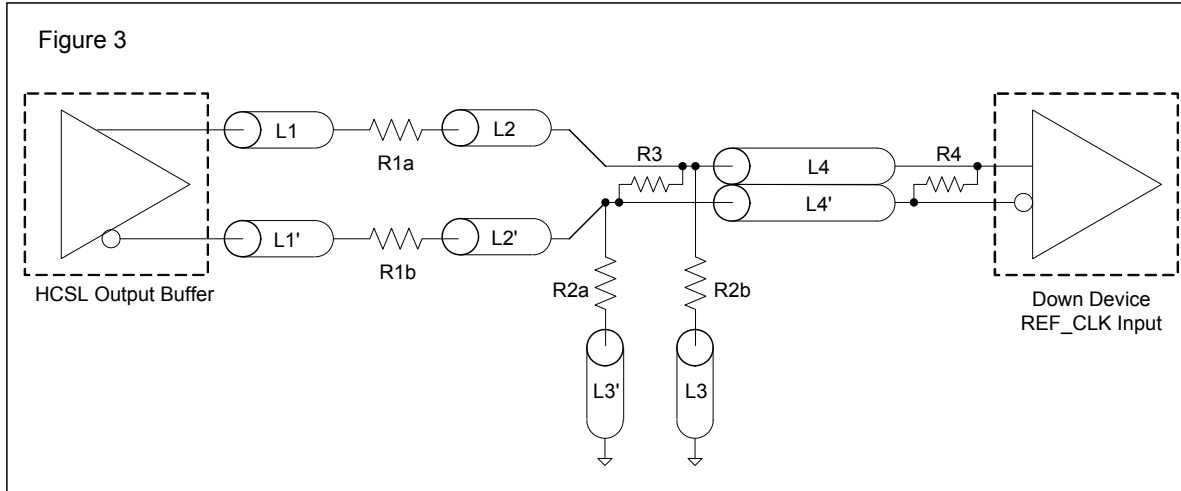 Figure 3
L1
R1a
L2
R3
L4
R4
L4'
L1'
R1b
L2'
HCSL Output Buffer
R2a
R2b
Down Device
REF_CLK Input
L3'
L3